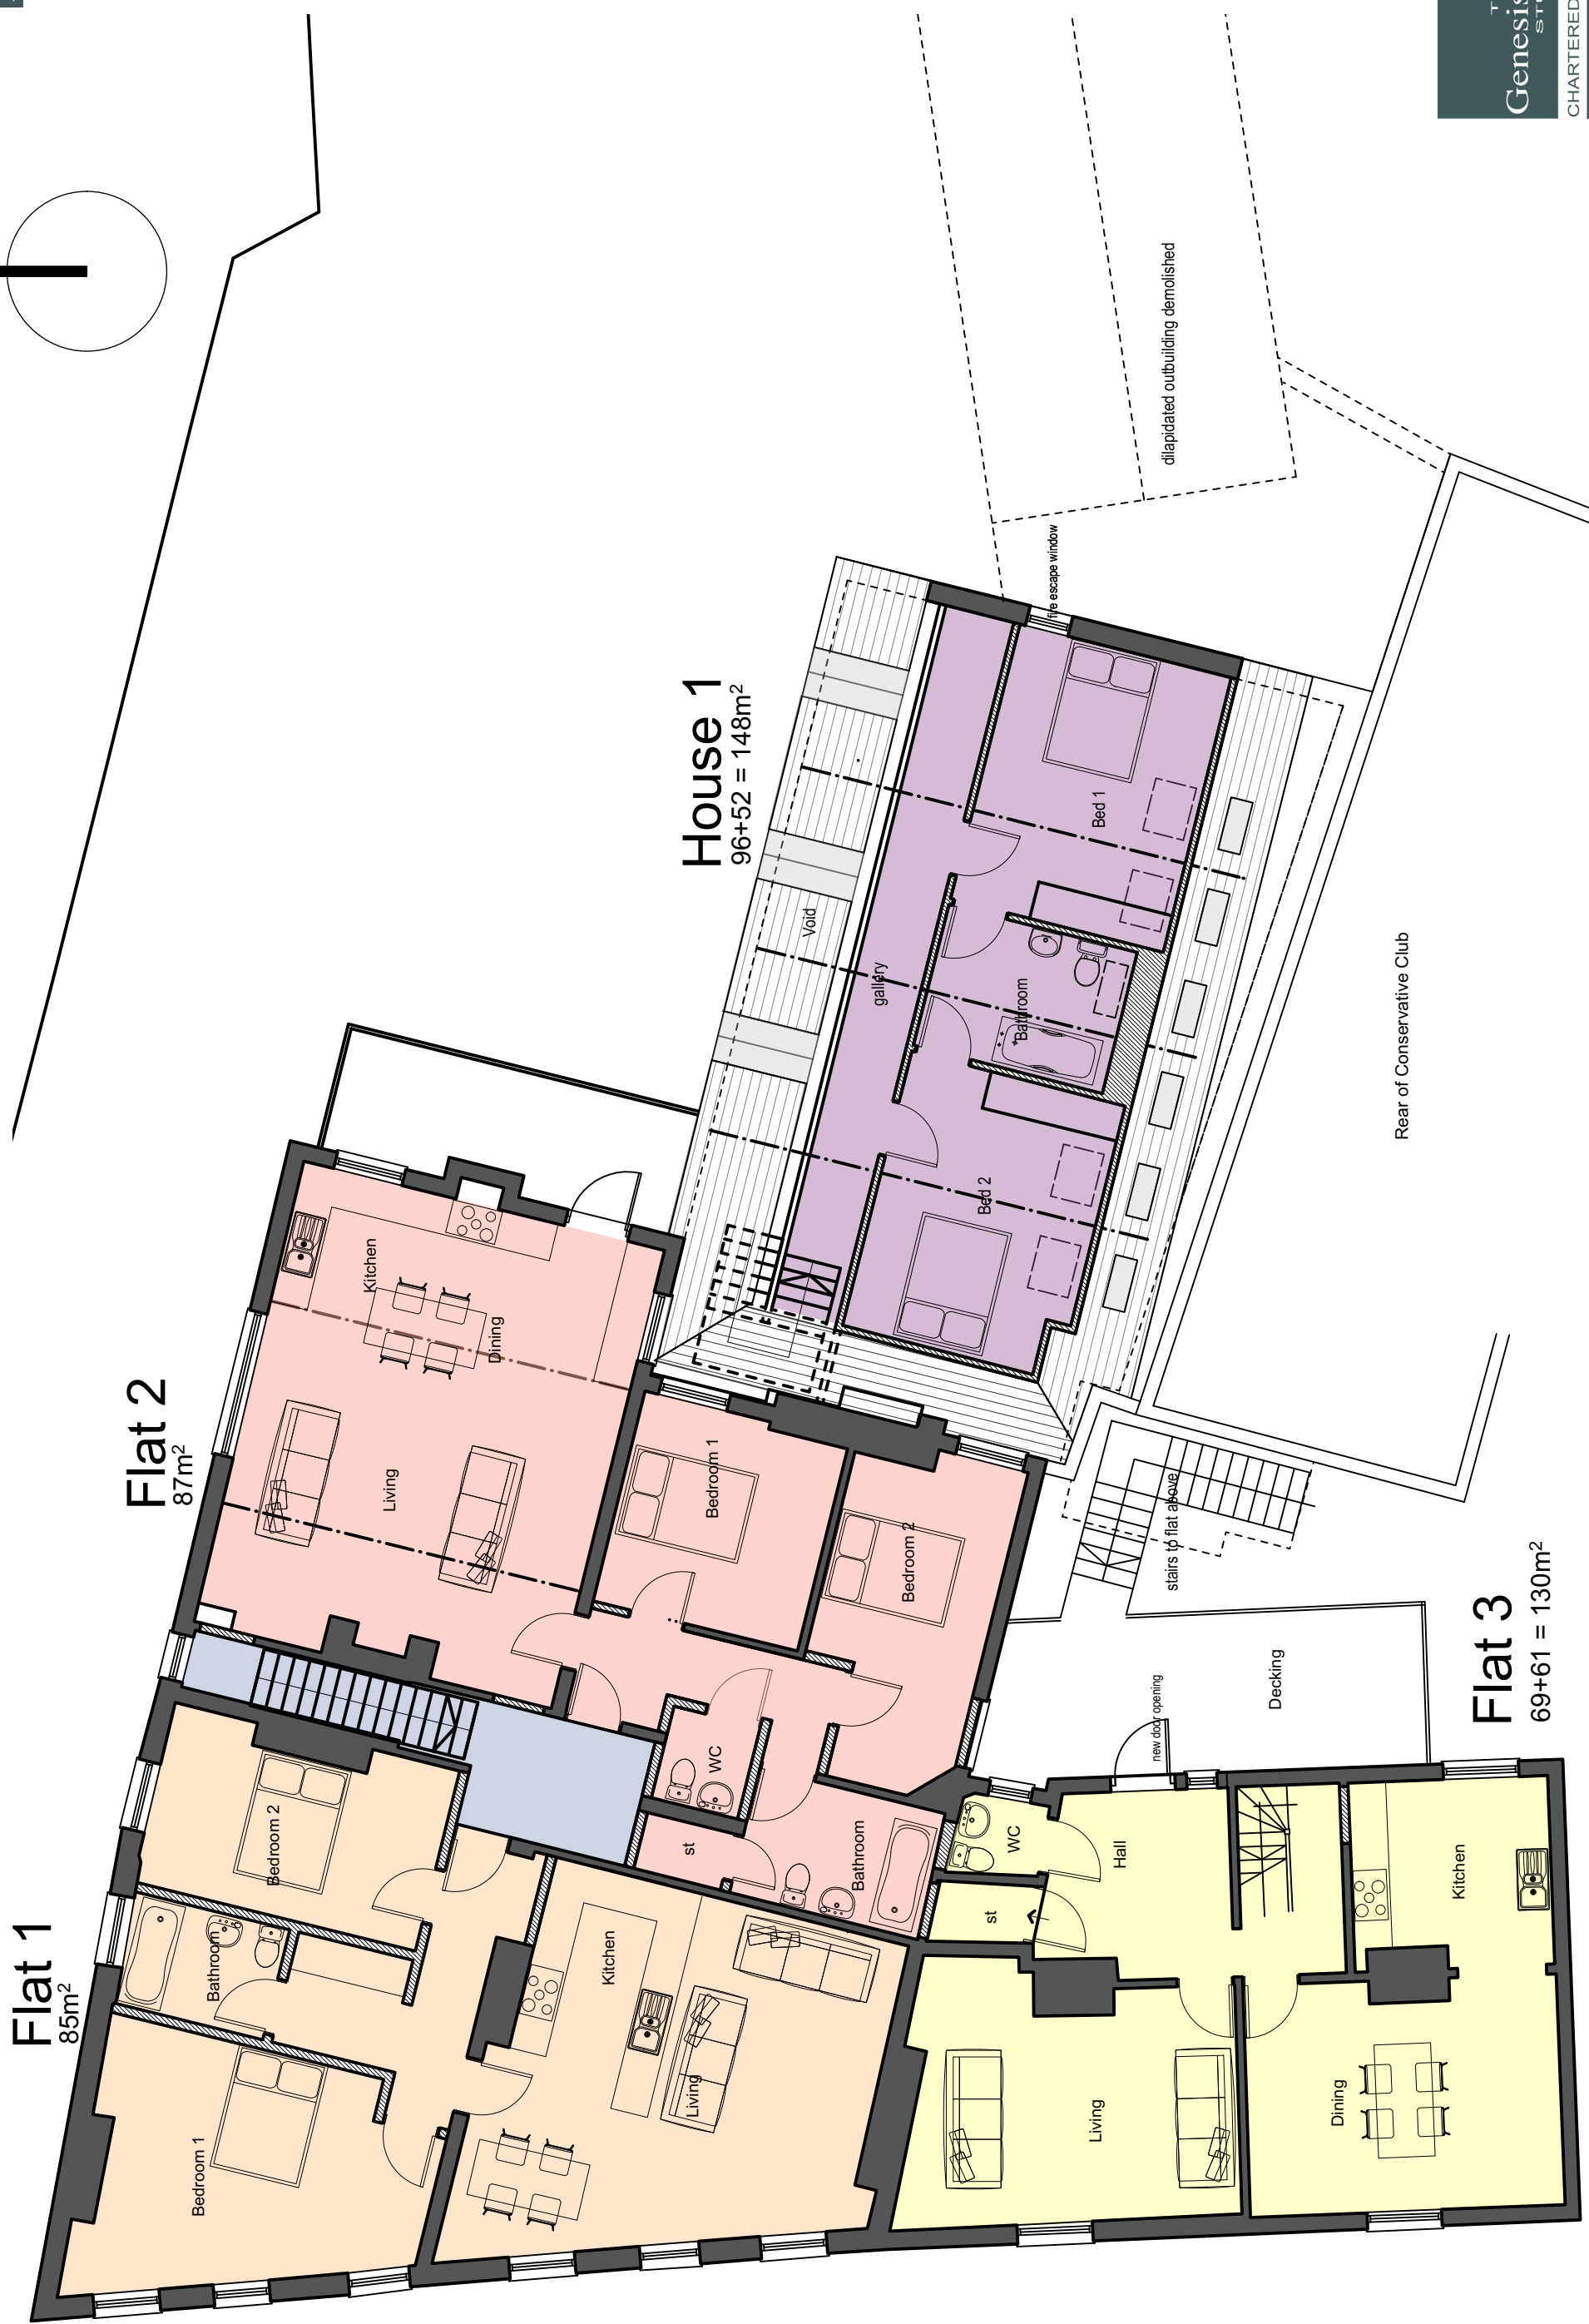 Flat 1
85m²
Bedroom 1
Bathroom
Bedroom 2
Kitchen
Living
Flat 2
87m²
Living
Kitchen
Dining
Bedroom 1
Bedroom 2
WC
st
Bathroom
House 1
96+52 = 148m²
Void
gallery
Bed 1
Bathroom
Bed 2
fire escape window
dilapidated outbuilding demolished
Rear of Conservative Club
stairs to flat above
Flat 3
69+61 = 130m²
Decking
new door opening
WC
Hall
st
Kitchen
Living
Dining
Genesis
CHARTERED